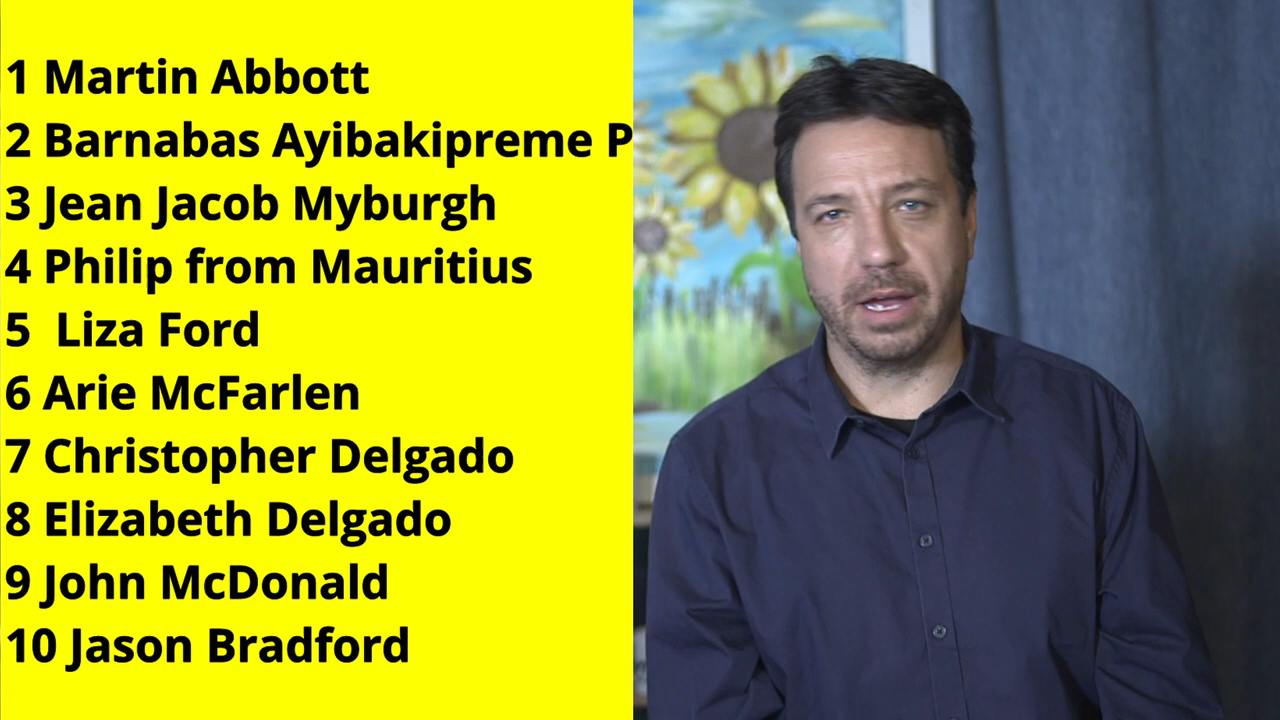 1 Martin Abbott
2 Barnabas Ayibakipreme P
3 Jean Jacob Myburgh
4 Philip from Mauritius
5 Liza Ford
6 Arie McFarlen
7 Christopher Delgado
8 Elizabeth Delgado
9 John McDonald
10 Jason Bradford